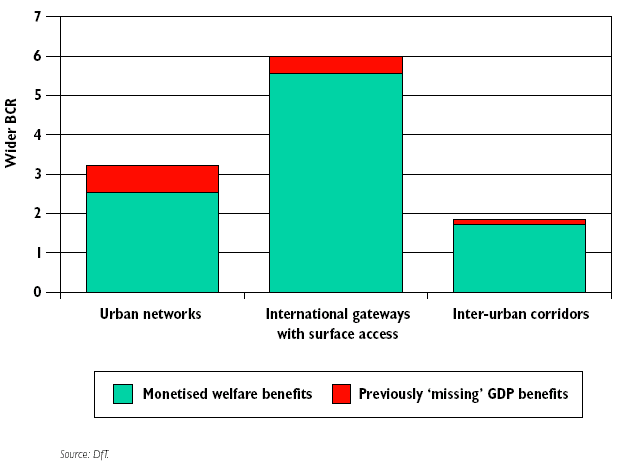 7
6
5
4
3
2
1
0
Wider BCR
Urban networks
International gateways
with surface access
Inter-urban corridors
Monetised welfare benefits
Previously ‘missing’ GDP benefits
Source: DfT.